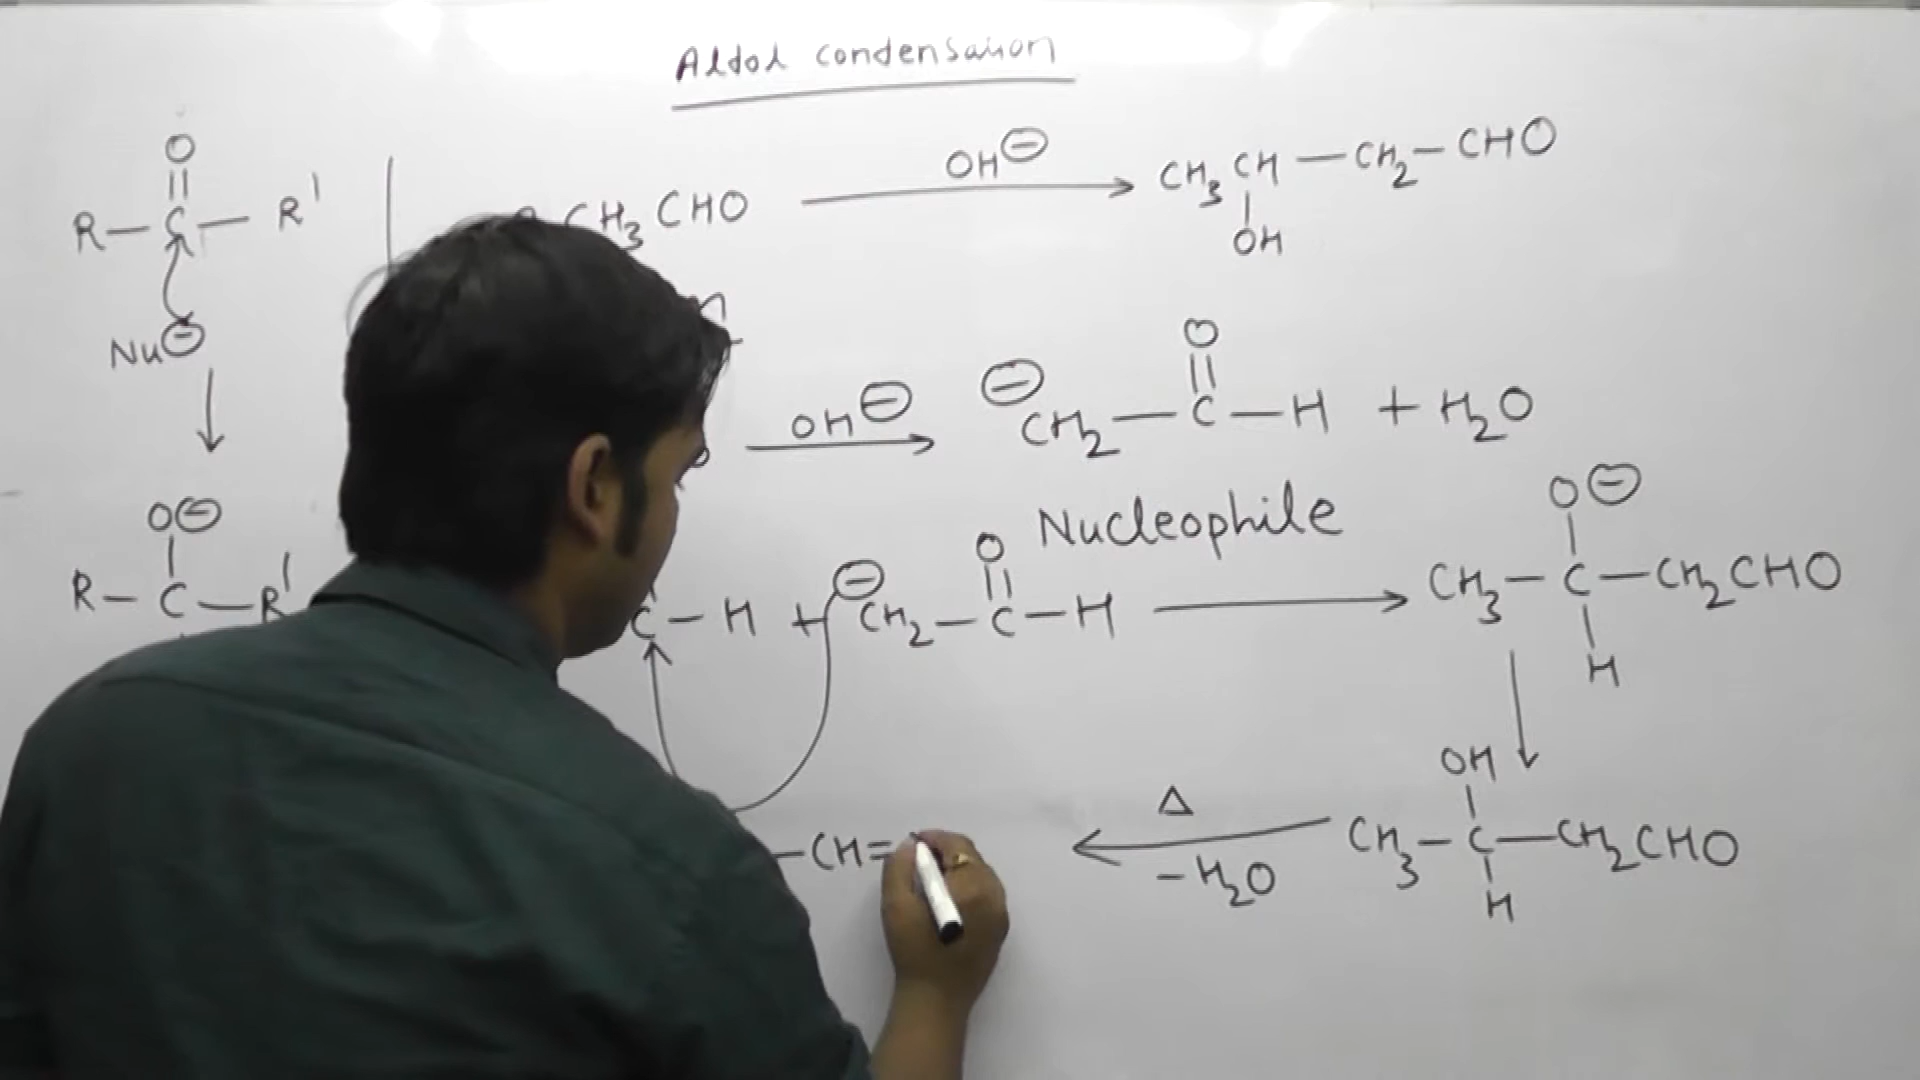 Aldol condensation
O
||
R — C — R'
Nu⊖
O⊖
|
R — C — R'
CH3 CHO
OH⊖
CH3 CH — CH2 — CHO
|
OH
OH⊖
O
||
⊖CH2 — C — H + H2O
Nucleophile
O
||
C — H + ⊖CH2 — C — H
O⊖
|
CH3 — C — CH2CHO
|
H
OH
|
CH3 — C — CH2CHO
|
H
Δ
−H2O
— CH =